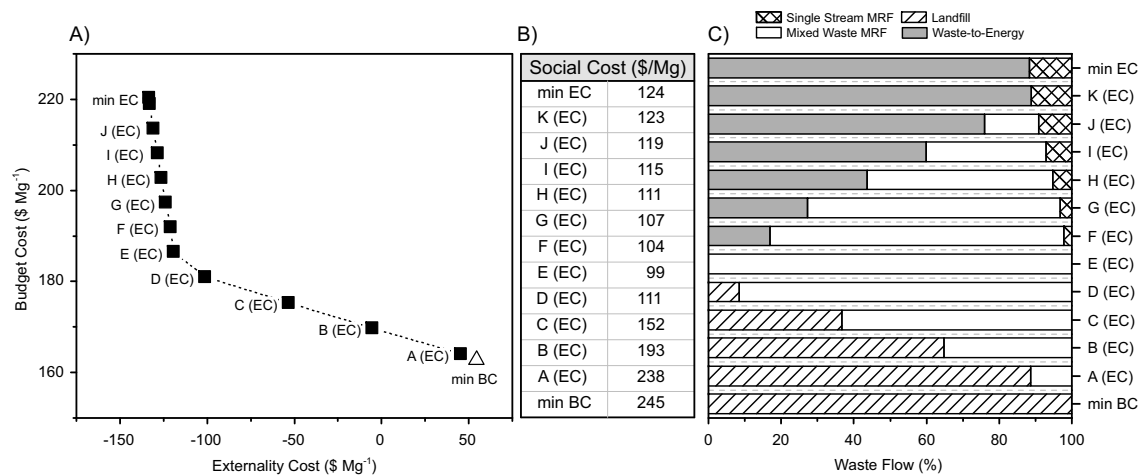 A)
220
200
180
160
Budget Cost ($ Mg-1)
min EC
J (EC)
I (EC)
H (EC)
G (EC)
F (EC)
E (EC)
D (EC)
C (EC)
B (EC)
A (EC)
min BC
-150 -100 -50 0 50
Externality Cost ($ Mg-1)
B)
Social Cost ($/Mg)
min EC 124
K (EC) 123
J (EC) 119
I (EC) 115
H (EC) 111
G (EC) 107
F (EC) 104
E (EC) 99
D (EC) 111
C (EC) 152
B (EC) 193
A (EC) 238
min BC 245
C)
Single Stream MRF Landfill
Mixed Waste MRF Waste-to-Energy
min EC
K (EC)
J (EC)
I (EC)
H (EC)
G (EC)
F (EC)
E (EC)
D (EC)
C (EC)
B (EC)
A (EC)
min BC
0 20 40 60 80 100
Waste Flow (%)